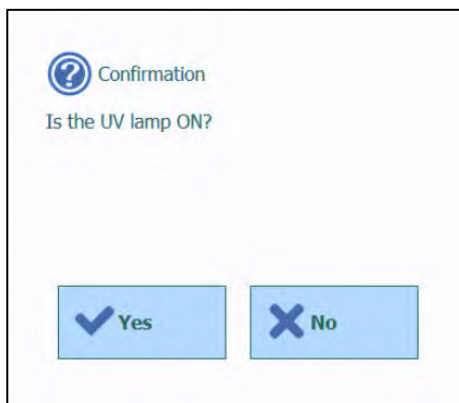 Confirmation
Is the UV lamp ON?
Yes
No